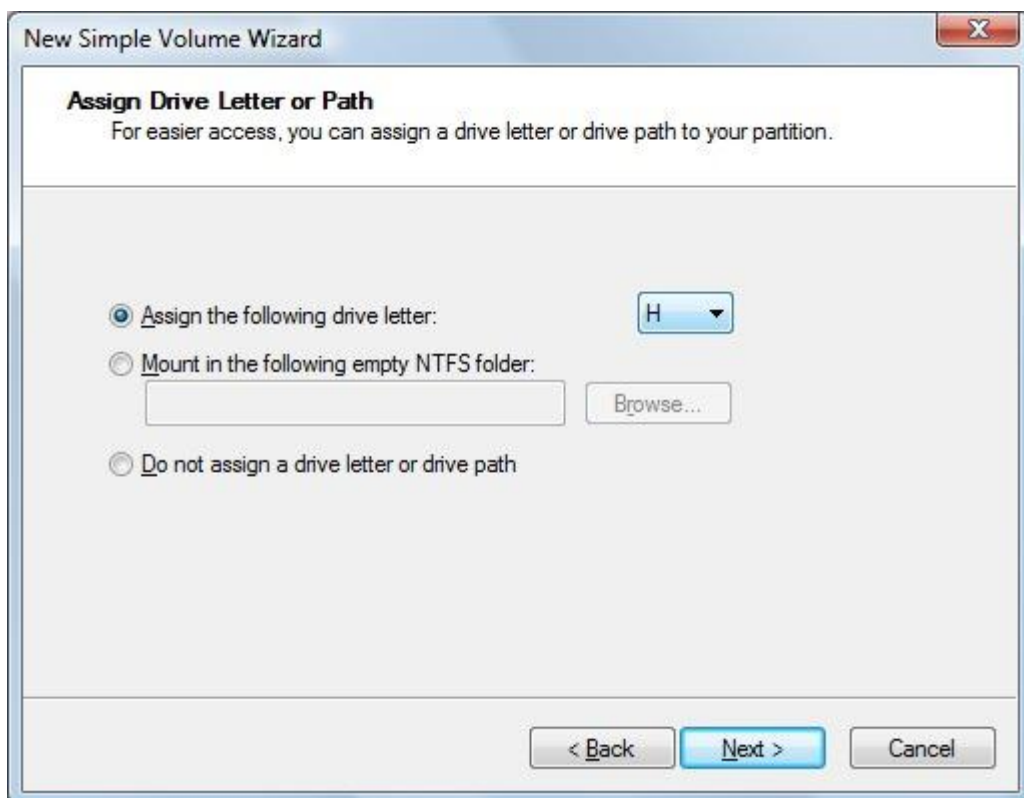 New Simple Volume Wizard
Assign Drive Letter or Path
For easier access, you can assign a drive letter or drive path to your partition.
Assign the following drive letter: H
Mount in the following empty NTFS folder:
Browse...
Do not assign a drive letter or drive path
< Back Next > Cancel